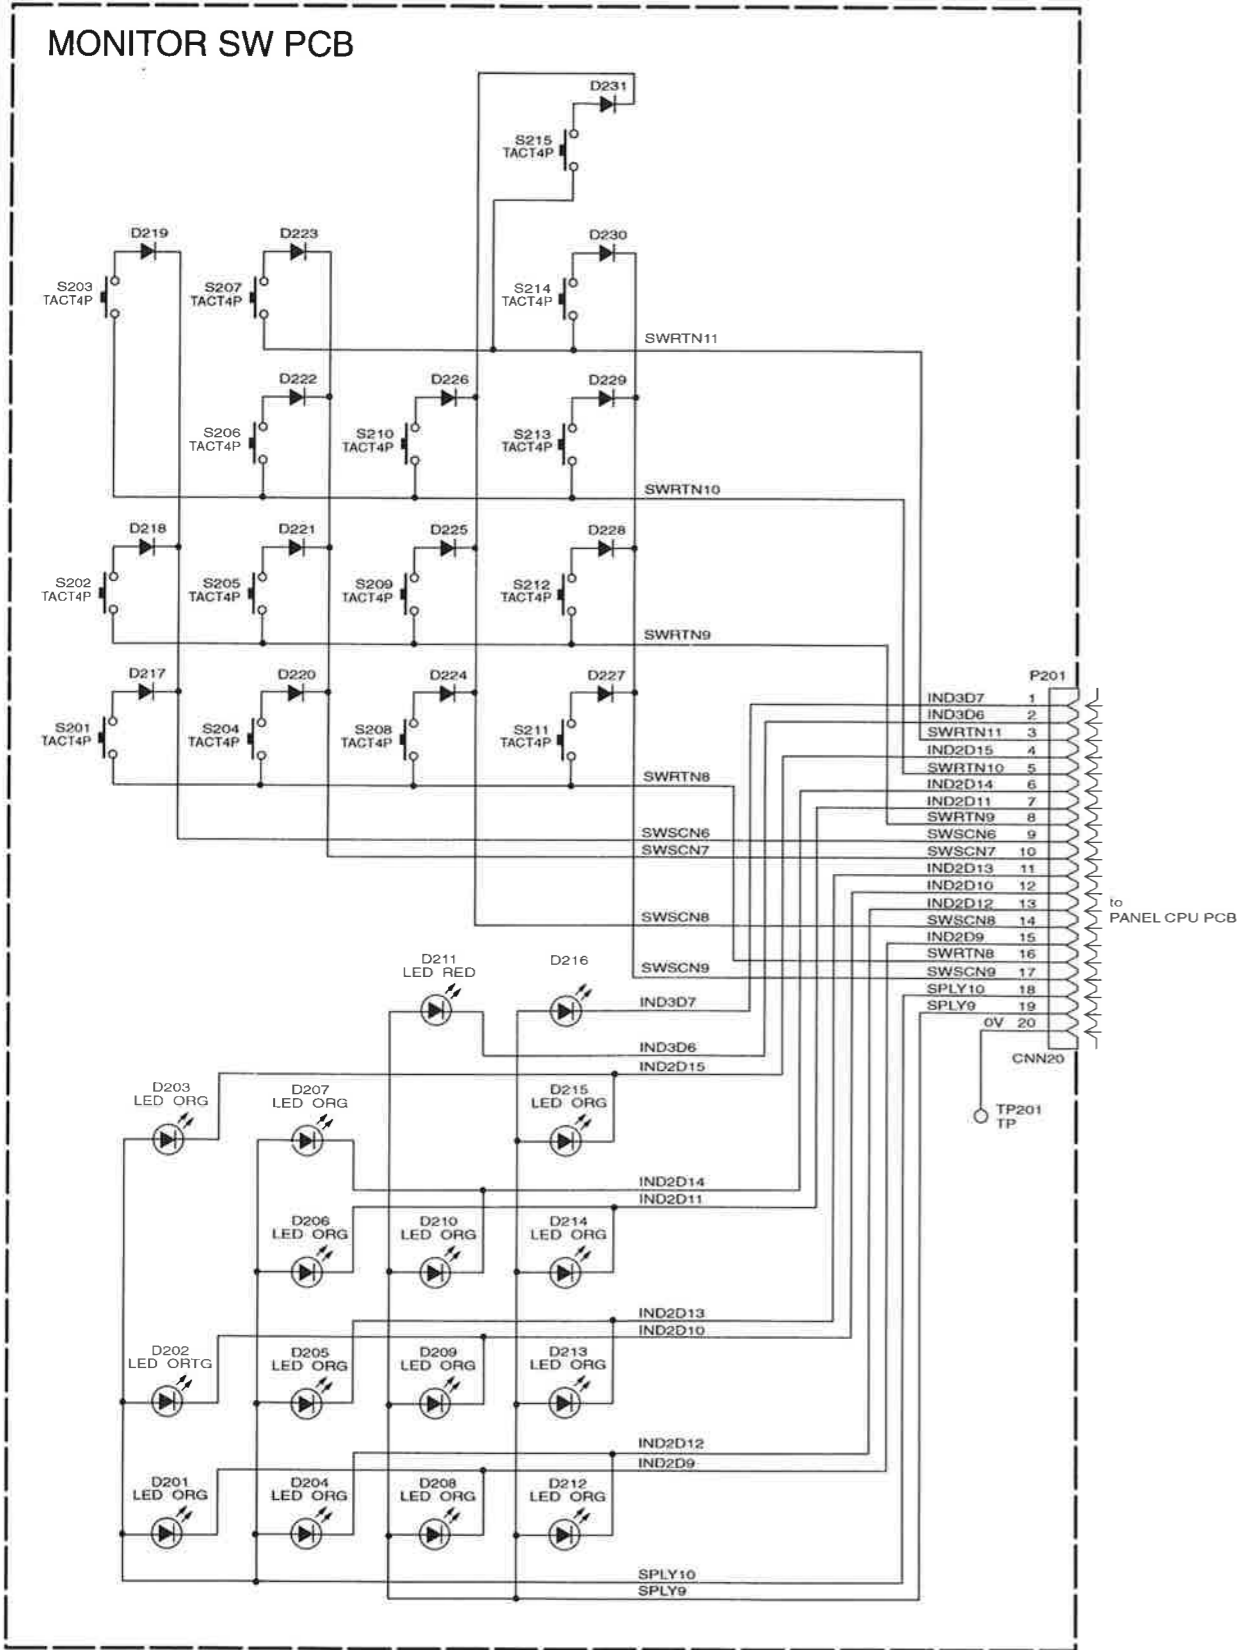 MONITOR SW PCB
D231
S215
TACT4P
D219
D223
D230
S203
TACT4P
S207
TACT4P
S214
TACT4P
SWRTN11
D222
D226
D229
S206
TACT4P
S210
TACT4P
S213
TACT4P
SWRTN10
D218
D221
D225
D228
S202
TACT4P
S205
TACT4P
S209
TACT4P
S212
TACT4P
SWRTN9
D217
D220
D224
D227
S201
TACT4P
S204
TACT4P
S208
TACT4P
S211
TACT4P
SWRTN8
SWSCN6
SWSCN7
SWSCN8
SWSCN9
P201
IND3D7 1
IND3D6 2
SWRTN11 3
IND2D15 4
SWRTN10 5
IND2D14 6
IND2D11 7
SWRTN9 8
SWSCN6 9
SWSCN7 10
IND2D13 11
IND2D10 12
IND2D12 13
SWSCN8 14
IND2D9 15
SWRTN8 16
SWSCN9 17
SPLY10 18
SPLY9 19
0V 20
CNN20
to
PANEL CPU PCB
TP201
TP
D211
LED RED
D216
IND3D7
IND3D6
IND2D15
D203
LED ORG
D207
LED ORG
D215
LED ORG
IND2D14
IND2D11
D206
LED ORG
D210
LED ORG
D214
LED ORG
IND2D13
IND2D10
D202
LED ORTG
D205
LED ORG
D209
LED ORG
D213
LED ORG
IND2D12
IND2D9
D201
LED ORG
D204
LED ORG
D208
LED ORG
D212
LED ORG
SPLY10
SPLY9